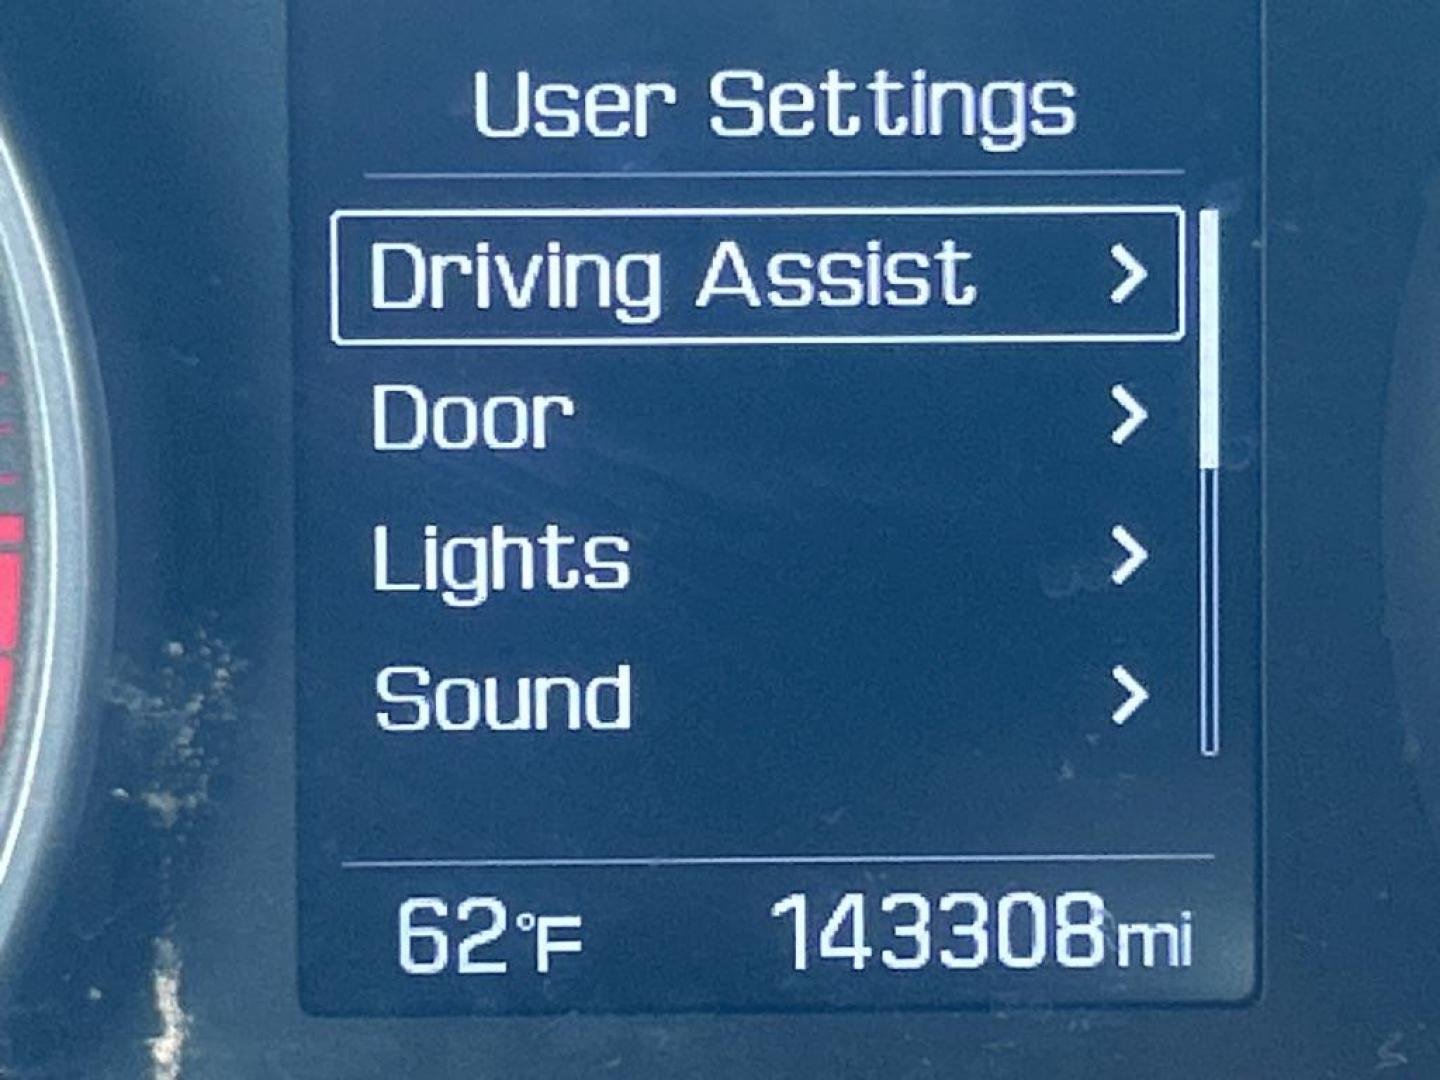 User Settings
Driving Assist
Door
Lights
Sound
62°F 143308mi